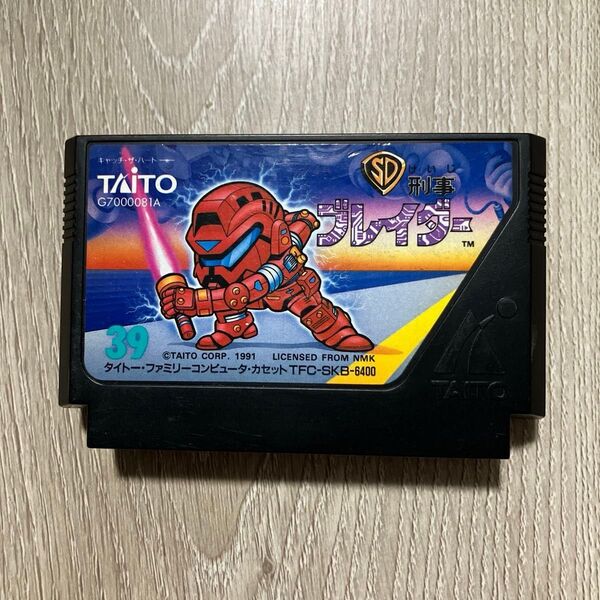 キャッチ・ザ・ハート
TAITO
G7000081A
SD
けいじ
刑事
ブレイダー™
39
©TAITO CORP. 1991 LICENSED FROM NMK
タイトー・ファミリーコンピュータ・カセット TFC-SKB-6400
TAITO